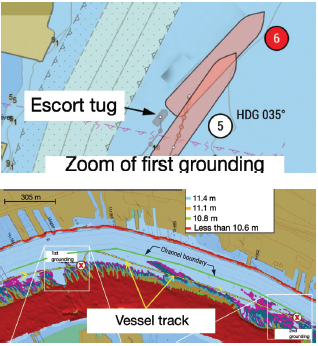 6
Escort tug
5
HDG 035°
Zoom of first grounding
305 m
11.4 m
11.1 m
10.8 m
Less than 10.6 m
Channel boundary
1st
grounding
Vessel track
2nd
grounding